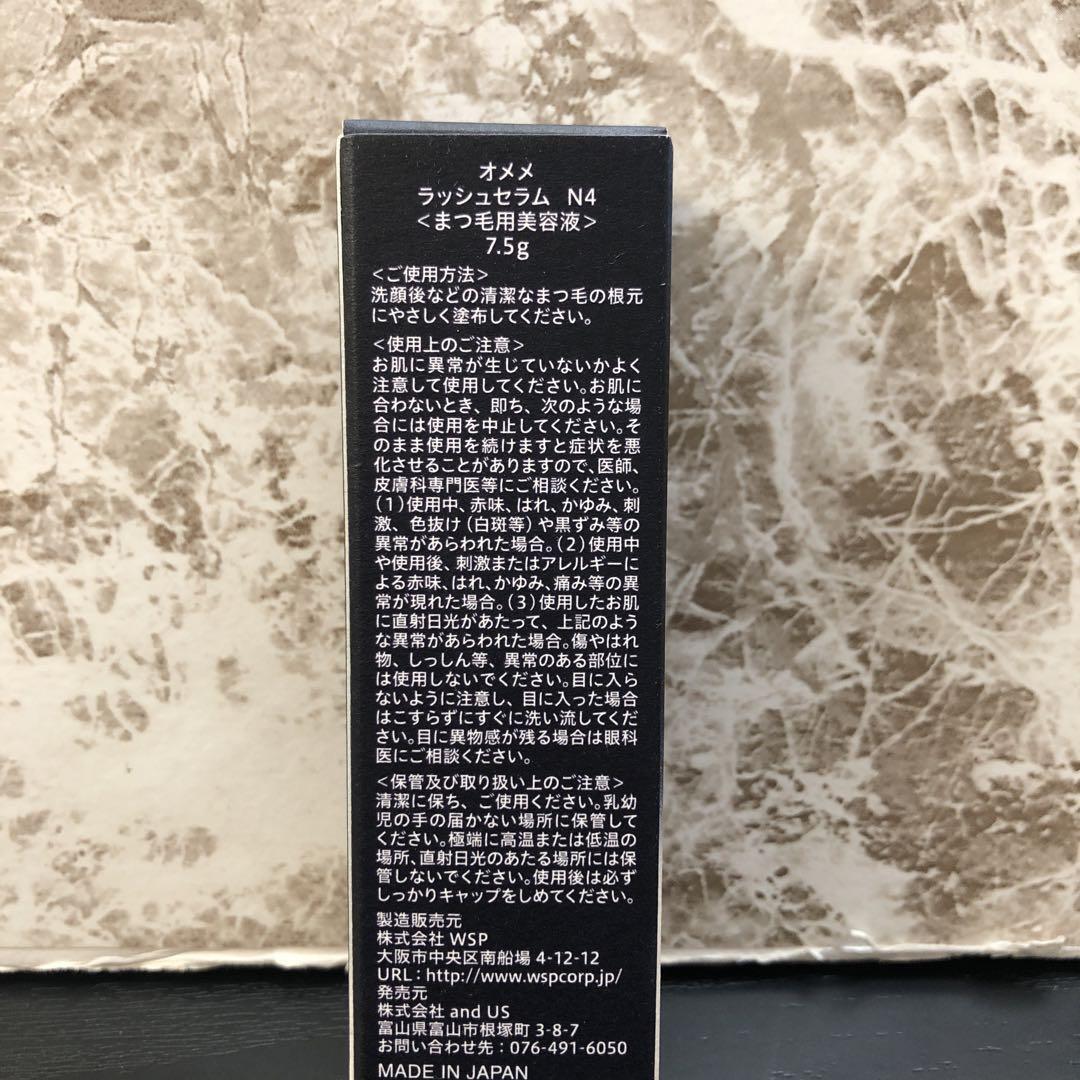 オメメ
ラッシュセラム N4
<まつ毛用美容液>
7.5g
<ご使用方法>
洗顔後などの清潔なまつ毛の根元
にやさしく塗布してください。
<使用上のご注意>
お肌に異常が生じていないかよく
注意して使用してください。お肌に
合わないとき、即ち、次のような場
合には使用を中止してください。そ
のまま使用を続けますと症状を悪
化させることがありますので、医師、
皮膚科専門医等にご相談ください。
(1)使用中、赤味、はれ、かゆみ、刺
激、色抜け(白斑等)や黒ずみ等の
異常があらわれた場合。(2)使用中
や使用後、刺激またはアレルギーに
よる赤味、はれ、かゆみ、痛み等の異
常が現れた場合。(3)使用したお肌
に直射日光があたって、上記のよう
な異常があらわれた場合。傷やはれ
物、しっしん等、異常のある部位に
は使用しないでください。目に入ら
ないように注意し、目に入った場合
はこすらずにすぐに洗い流してくだ
さい。目に異物感が残る場合は眼科
医にご相談ください。
<保管及び取り扱い上のご注意>
清潔に保ち、ご使用ください。乳幼
児の手の届かない場所に保管して
ください。極端に高温または低温の
場所、直射日光のあたる場所には保
管しないでください。使用後は必ず
しっかりキャップをしめてください。
製造販売元
株式会社 WSP
大阪市中央区南船場 4-12-12
URL:http://www.wspcorp.jp/
発売元
株式会社 and US
富山県富山市根塚町 3-8-7
お問い合わせ先:076-491-6050
MADE IN JAPAN